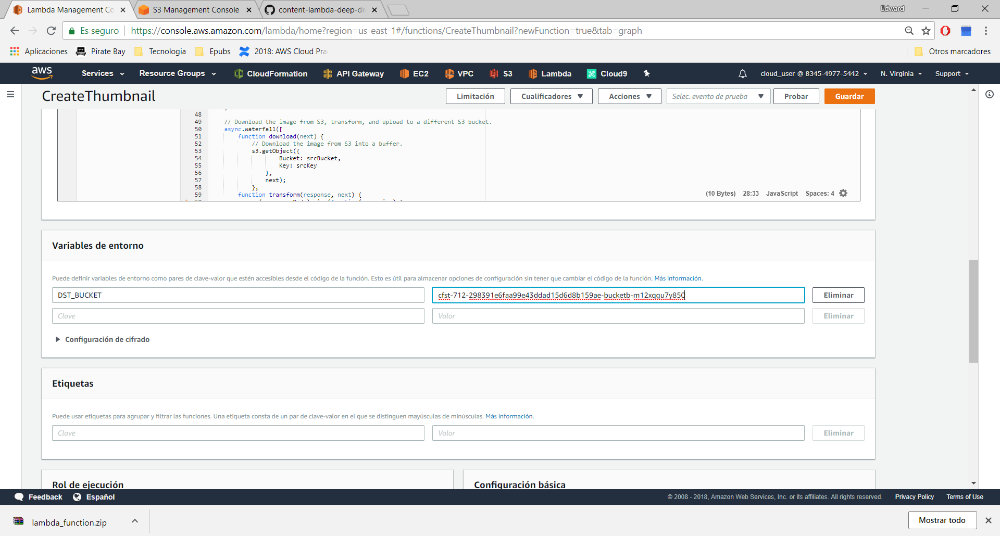 Lambda Management Co
S3 Management Console
content-lambda-deep-di
Edward
Es seguro
https://console.aws.amazon.com/lambda/home?region=us-east-1#/functions/CreateThumbnail?newFunction=true&tab=graph
Aplicaciones
Pirate Bay
Tecnologia
Epubs
2018: AWS Cloud Pra
Otros marcadores
aws
Services
Resource Groups
CloudFormation
API Gateway
EC2
VPC
S3
Lambda
Cloud9
cloud_user @ 8345-4977-5442
N. Virginia
Support
CreateThumbnail
Limitación
Cualificadores
Acciones
Selec. evento de prueba
Probar
Guardar
48
49 // Download the image from S3, transform, and upload to a different S3 bucket.
50 async.waterfall([
51 function download(next) {
52 // Download the image from S3 into a buffer.
53 s3.getObject({
54 Bucket: srcBucket,
55 Key: srcKey
56 },
57 next);
58 },
59 function transform(response, next) {
(10 Bytes) 28:33 JavaScript Spaces: 4
Variables de entorno
Puede definir variables de entorno como pares de clave-valor que estén accesibles desde el código de la función. Esto es útil para almacenar opciones de configuración sin tener que cambiar el código de la función. Más información.
DST_BUCKET
cfst-712-298391e6faa99e43ddad15d6d8b159ae-bucketb-m12xqgu7y850
Eliminar
Clave
Valor
Eliminar
Configuración de cifrado
Etiquetas
Puede usar etiquetas para agrupar y filtrar las funciones. Una etiqueta consta de un par de clave-valor en el que se distinguen mayúsculas de minúsculas. Más información.
Clave
Valor
Eliminar
Rol de ejecución
Configuración básica
Feedback
Español
© 2008 - 2018, Amazon Web Services, Inc. or its affiliates. All rights reserved.
Privacy Policy
Terms of Use
lambda_function.zip
Mostrar todo